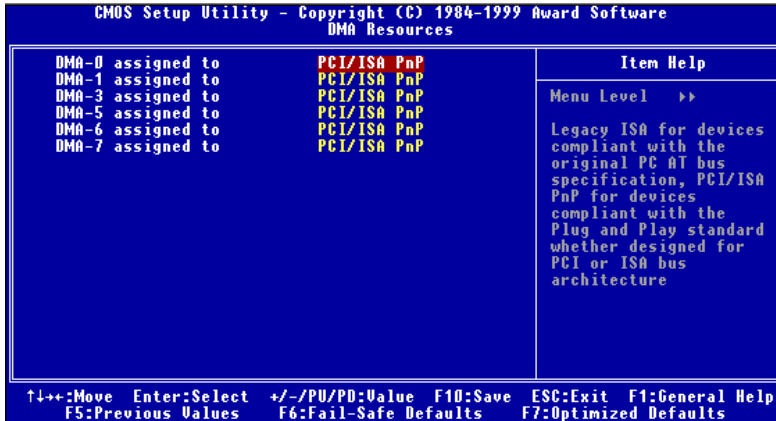 CMOS Setup Utility - Copyright (C) 1984-1999 Award Software
DMA Resources
DMA-0 assigned to PCI/ISA PnP
DMA-1 assigned to PCI/ISA PnP
DMA-3 assigned to PCI/ISA PnP
DMA-5 assigned to PCI/ISA PnP
DMA-6 assigned to PCI/ISA PnP
DMA-7 assigned to PCI/ISA PnP
Item Help
Menu Level ▸▸
Legacy ISA for devices
compliant with the
original PC AT bus
specification, PCI/ISA
PnP for devices
compliant with the
Plug and Play standard
whether designed for
PCI or ISA bus
architecture
↑↓→←:Move Enter:Select +/-/PU/PD:Value F10:Save ESC:Exit F1:General Help
F5:Previous Values F6:Fail-Safe Defaults F7:Optimized Defaults